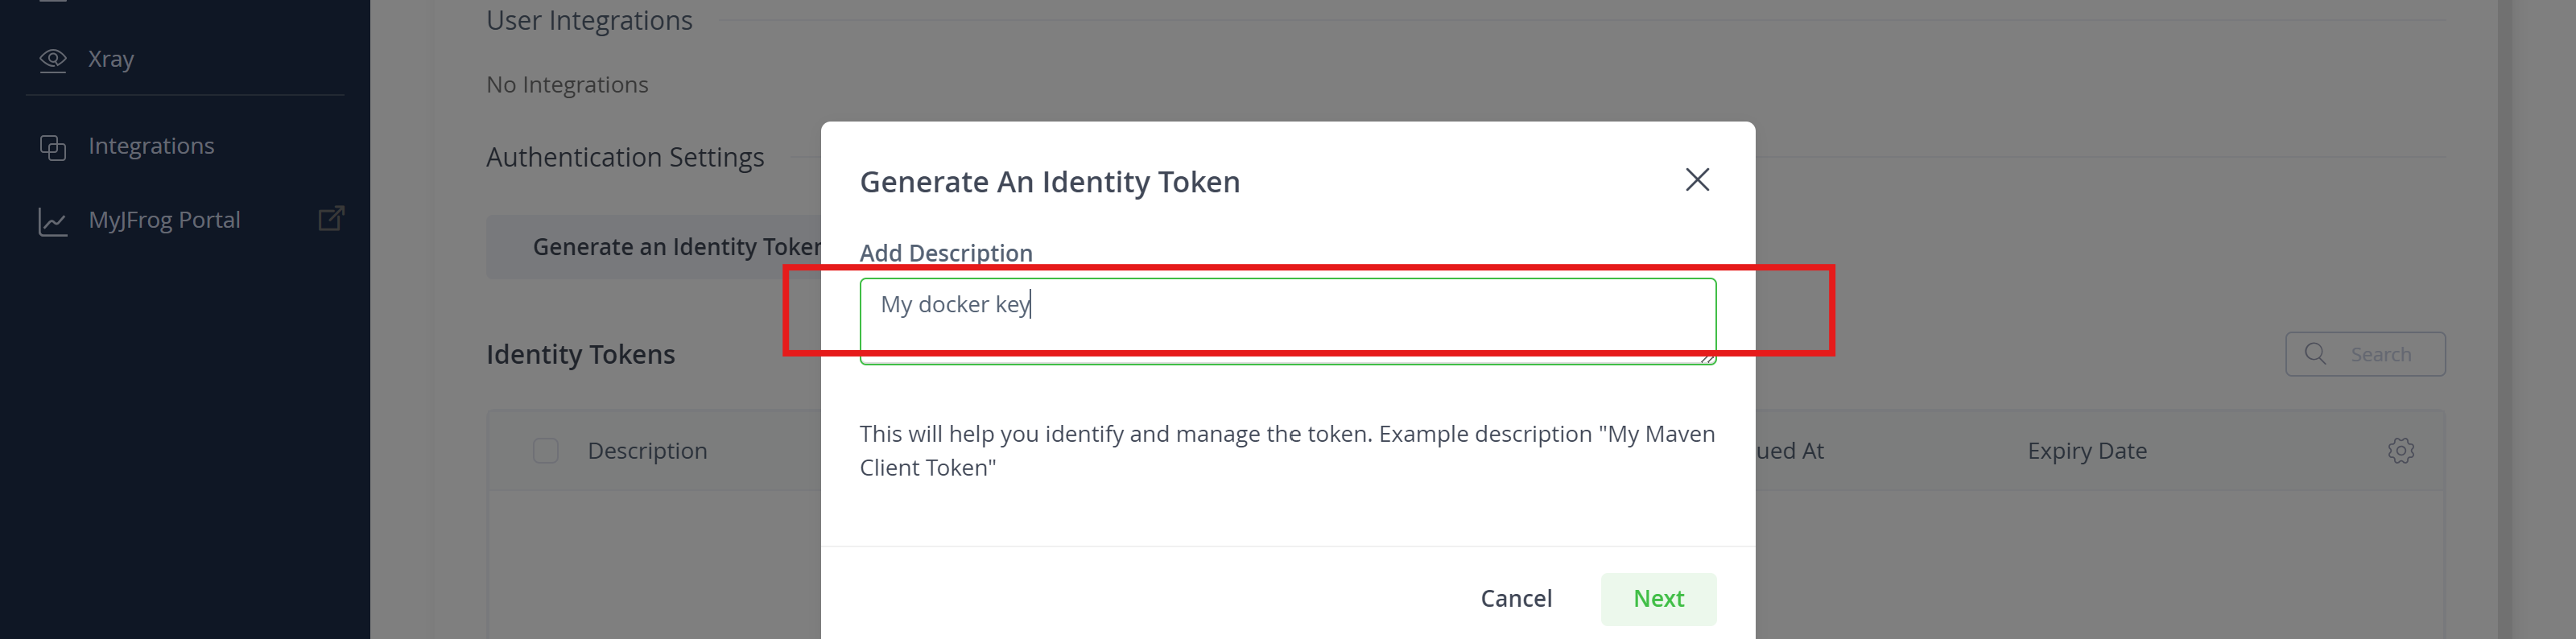 User Integrations
Xray
No Integrations
Integrations
Authentication Settings
Generate An Identity Token
MyJFrog Portal
Generate an Identity Token
Add Description
My docker key
Identity Tokens
Search
This will help you identify and manage the token. Example description "My Maven
Client Token"
Description
ued At
Expiry Date
Cancel
Next